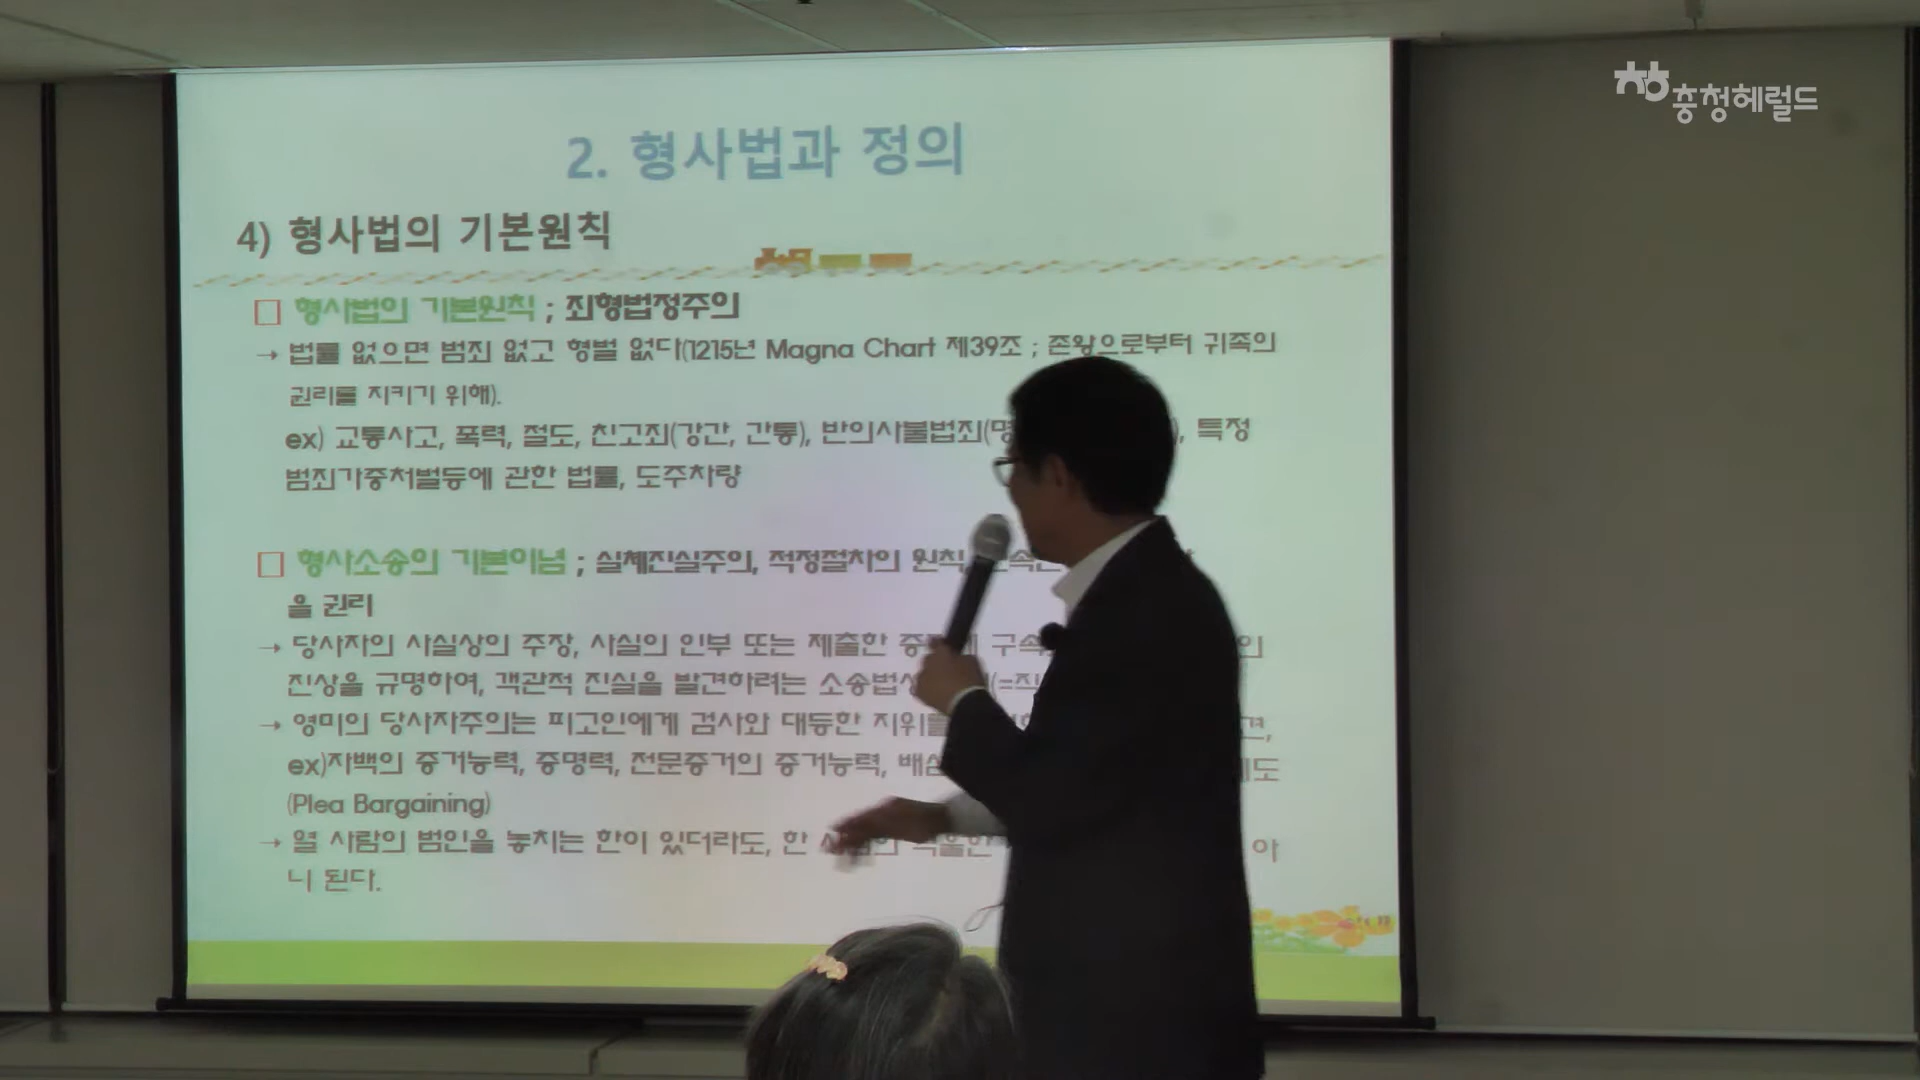 충청헤럴드
2. 형사법과 정의
4) 형사법의 기본원칙
□ 형사법의 기본원칙 ; 죄형법정주의
→ 법률 없으면 범죄 없고 형벌 없다(1215년 Magna Chart 제39조 ; 존왕으로부터 귀족의
권리를 지키기 위해).
ex) 교통사고, 폭력, 절도, 친고죄(강간, 간통), 반의사불법죄(명 ), 특정
범죄가중처벌등에 관한 법률, 도주차량
□ 형사소송의 기본이념 ; 실체진실주의, 적정절차의 원칙,
을 권리
→ 당사자의 사실상의 주장, 사실의 인부 또는 제출한 구속
진상을 규명하여, 객관적 진실을 발견하려는
→ 영미의 당사자주의는 피고인에게 검사와 대등한 지위를
ex)자백의 증거능력, 증명력, 전문증거의 증거능력,
(Plea Bargaining)
→ 열 사람의 범인을 놓치는 한이 있더라도, 한 아
니 된다.